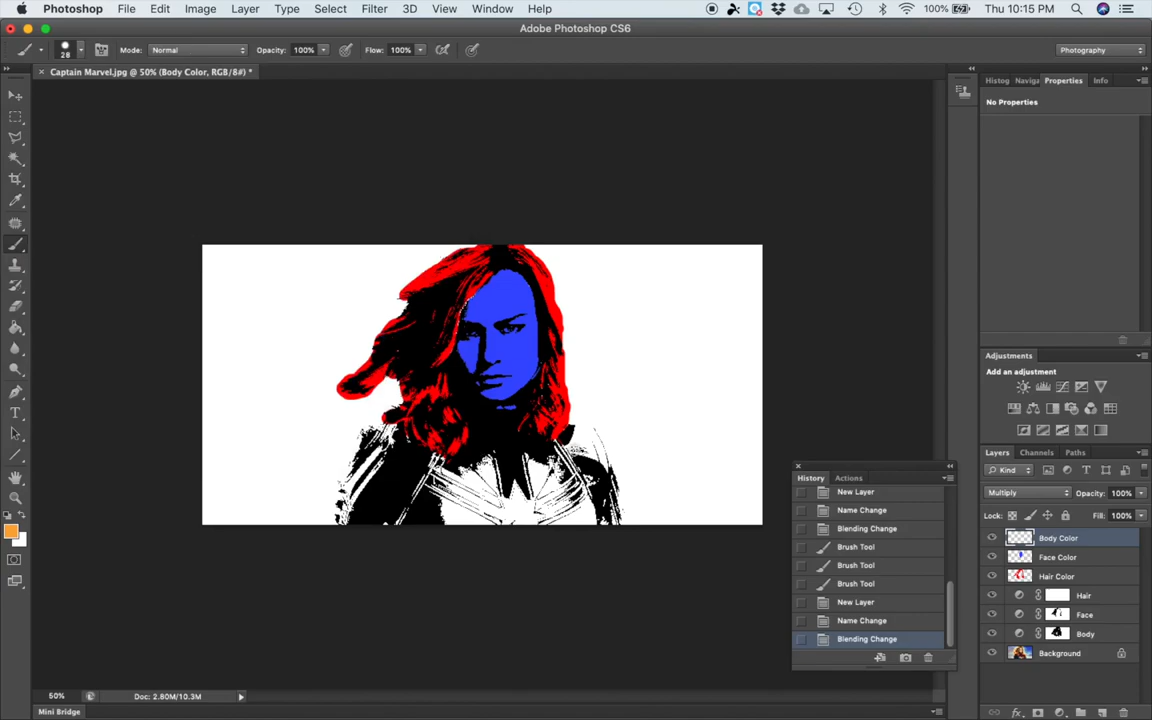 Photoshop File Edit Image Layer Type Select Filter 3D View Window Help 100% Thu 10:15 PM
Adobe Photoshop CS6
28 Mode: Normal Opacity: 100% Flow: 100% Photography
Captain Marvel.jpg @ 50% (Body Color, RGB/8#) *
Histog Naviga Properties Info
No Properties
Adjustments
Add an adjustment
Layers Channels Paths
Kind
Multiply Opacity: 100%
Lock: Fill: 100%
Body Color
Face Color
Hair Color
Hair
Face
Body
Background
History Actions
New Layer
Name Change
Blending Change
Brush Tool
Brush Tool
Brush Tool
New Layer
Name Change
Blending Change
50% Doc: 2.80M/10.3M
Mini Bridge